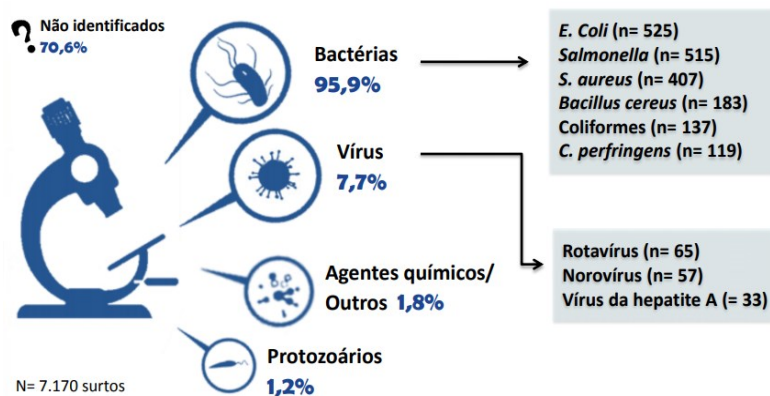 Não identificados
70,6%
Bactérias
95,9%
Vírus
7,7%
Agentes químicos/
Outros 1,8%
Protozoários
1,2%
N= 7.170 surtos
E. Coli (n= 525)
Salmonella (n= 515)
S. aureus (n= 407)
Bacillus cereus (n= 183)
Coliformes (n= 137)
C. perfringens (n= 119)
Rotavírus (n= 65)
Norovírus (n= 57)
Vírus da hepatite A (= 33)